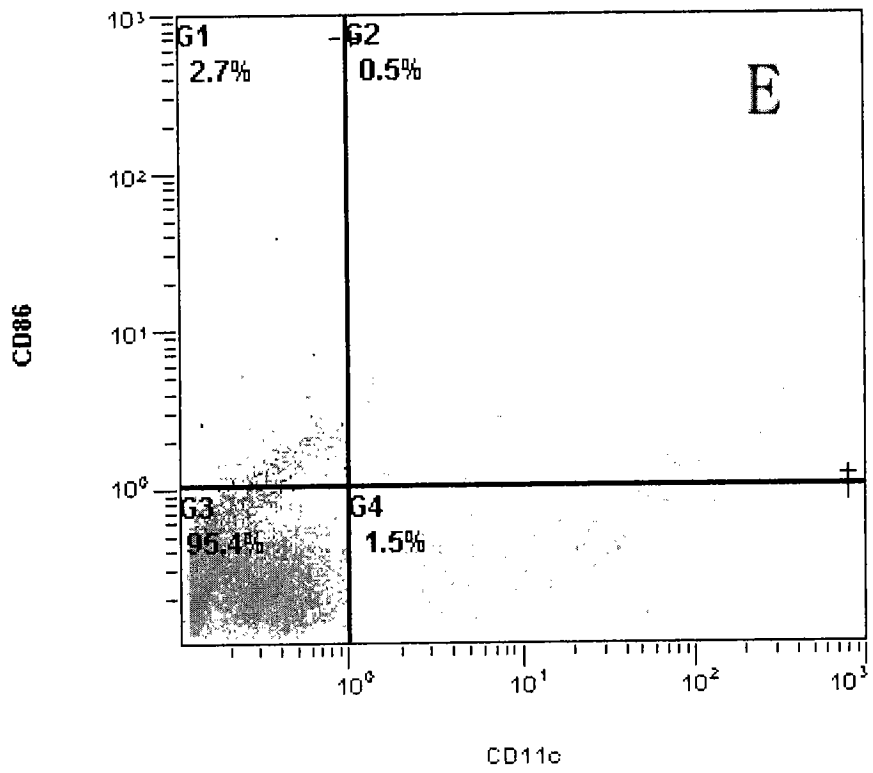 10³
G1
-+
G2
2.7%
0.5%
E
10²
CD86
10¹
10⁰
+
G3
G4
95.4%
1.5%
10⁰
10¹
10²
10³
CD11c